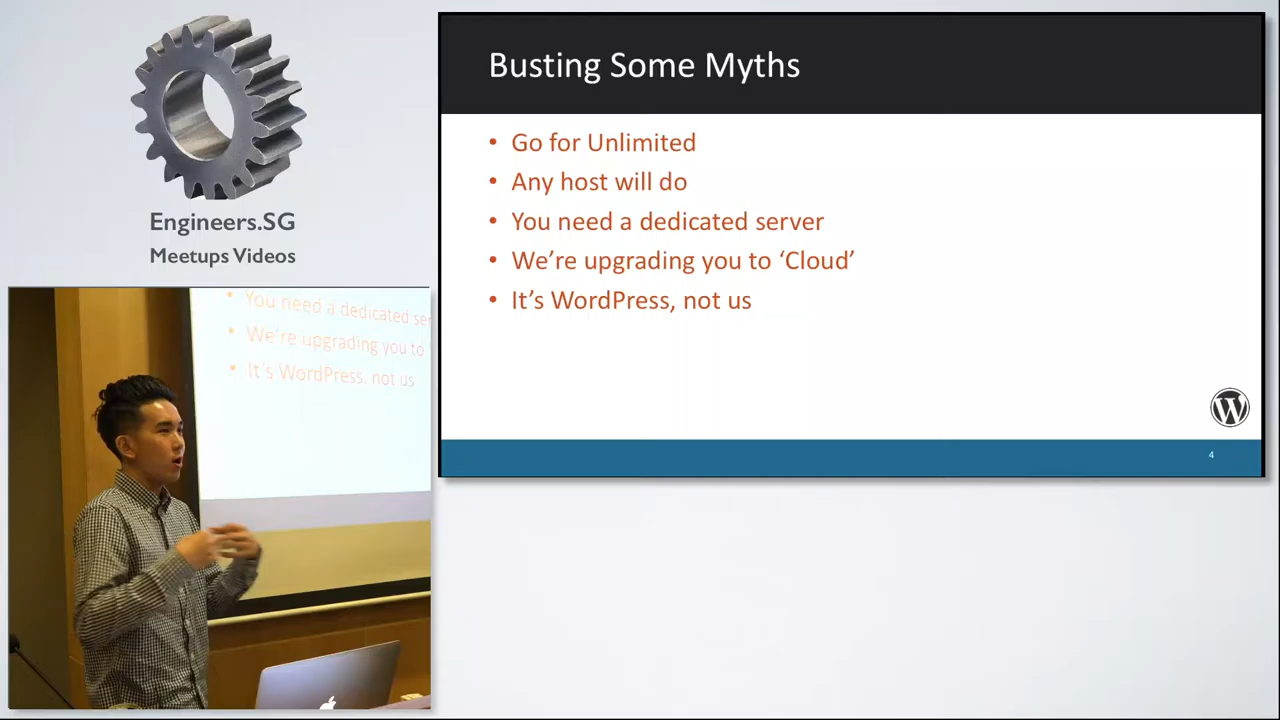 Engineers.SG
Meetups Videos
Busting Some Myths
• Go for Unlimited
• Any host will do
• You need a dedicated server
• We’re upgrading you to ‘Cloud’
• It’s WordPress, not us
W
4
• You need a dedicated ser
• We're upgrading you to
• It's WordPress, not us